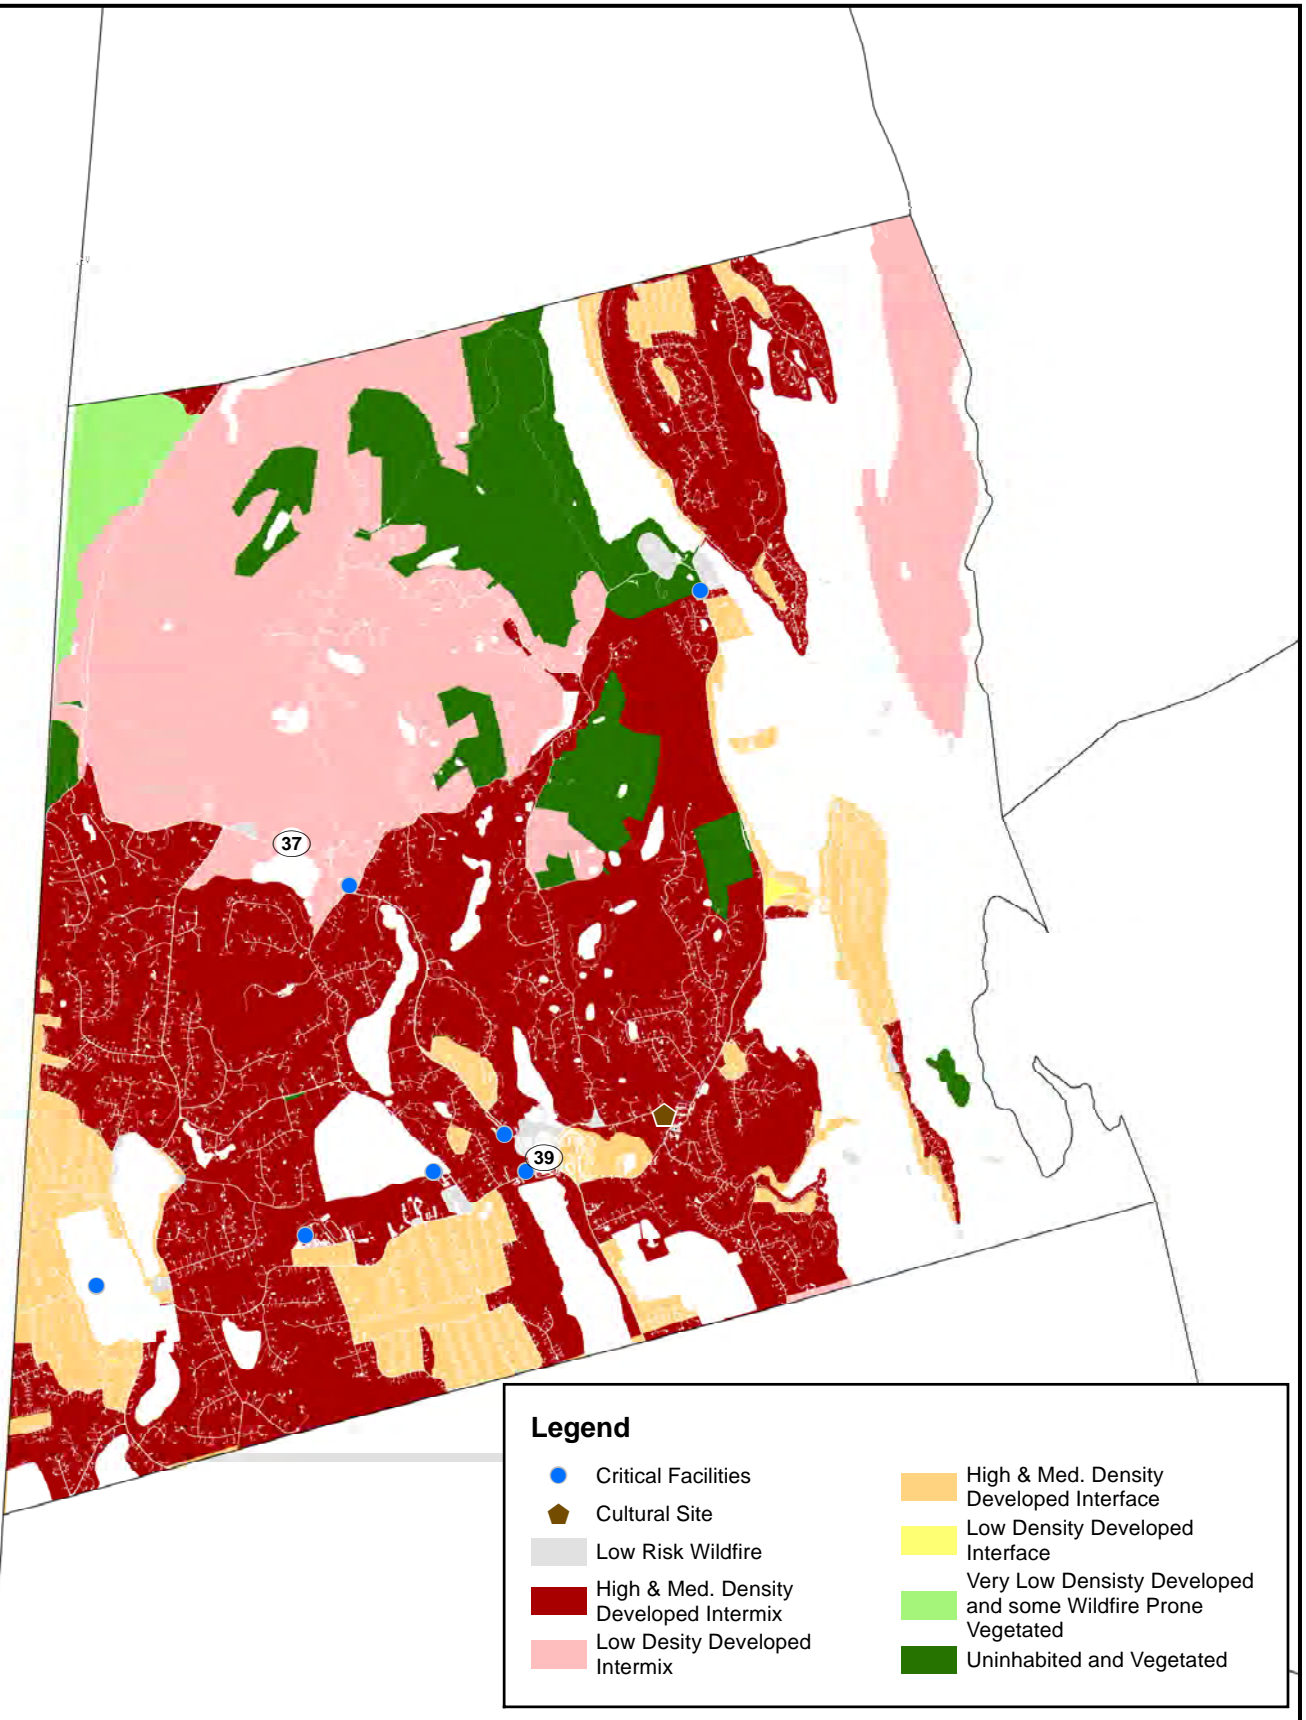 37
39
Legend
Critical Facilities
Cultural Site
Low Risk Wildfire
High & Med. Density
Developed Intermix
Low Desity Developed
Intermix
High & Med. Density
Developed Interface
Low Density Developed
Interface
Very Low Densisty Developed
and some Wildfire Prone
Vegetated
Uninhabited and Vegetated